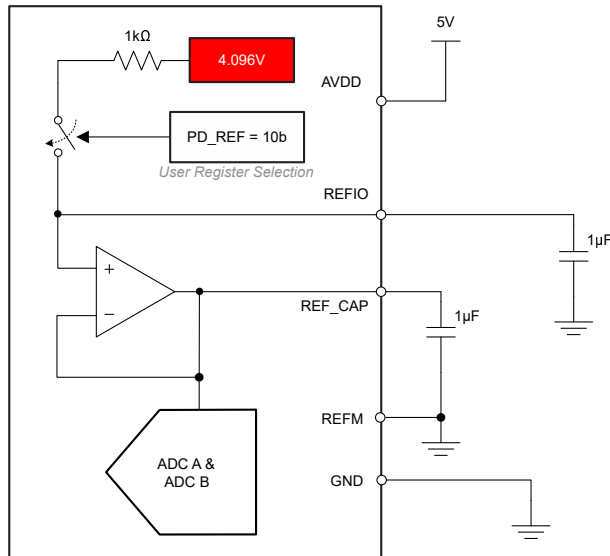 5V
1kΩ
4.096V
AVDD
PD_REF = 10b
User Register Selection
REFIO
1µF
+
−
REF_CAP
1µF
REFM
ADC A &
ADC B
GND